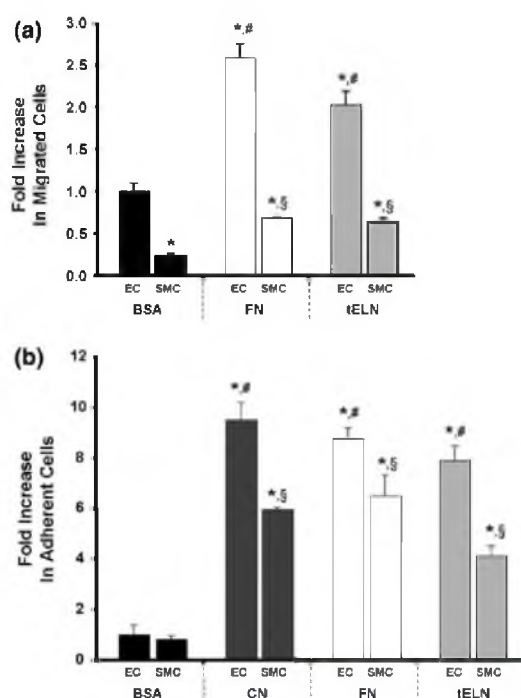 (a)
Fold Increase
In Migrated Cells
3.0
2.5
2.0
1.5
1.0
0.5
0.0
*
*,#
*,§
*,#
*,§
EC SMC EC SMC EC SMC
BSA FN tELN
(b)
Fold Increase
In Adherent Cells
12
10
8
6
4
2
0
*,#
*,§
*,#
*,§
*,#
*,§
EC SMC EC SMC EC SMC EC SMC
BSA CN FN tELN